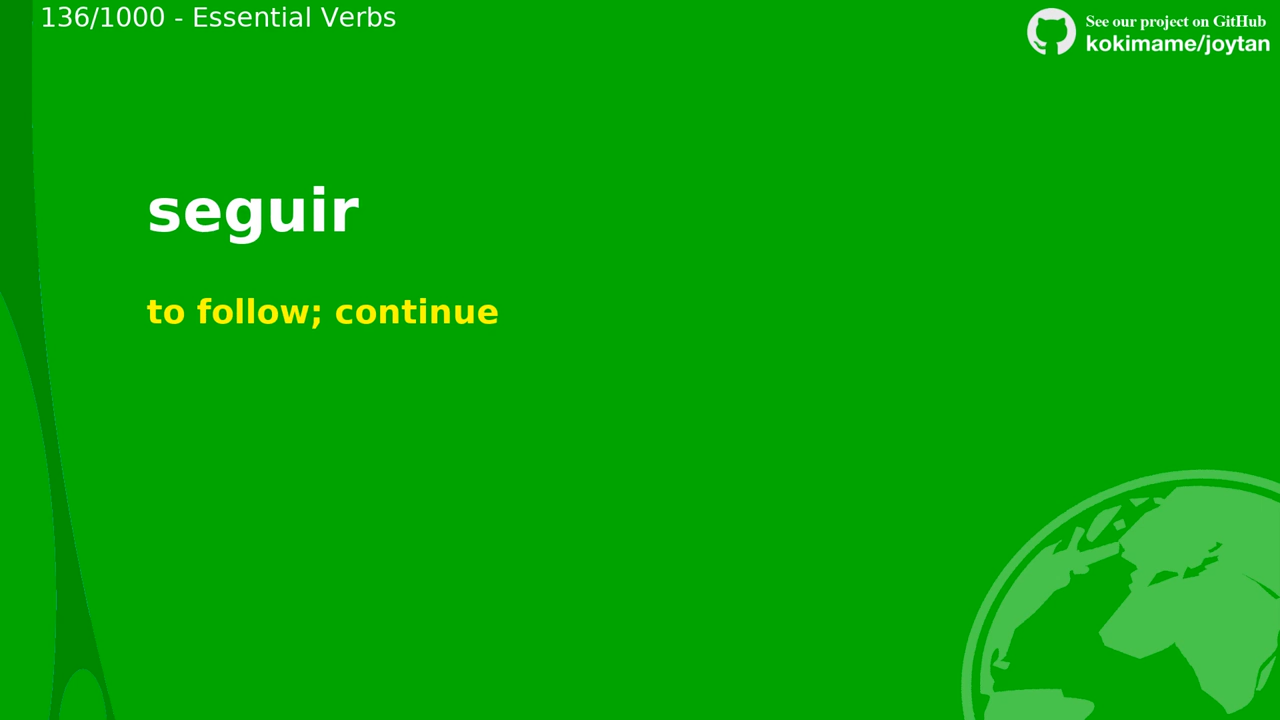 136/1000 - Essential Verbs
See our project on GitHub
kokimame/joytan
seguir
to follow; continue